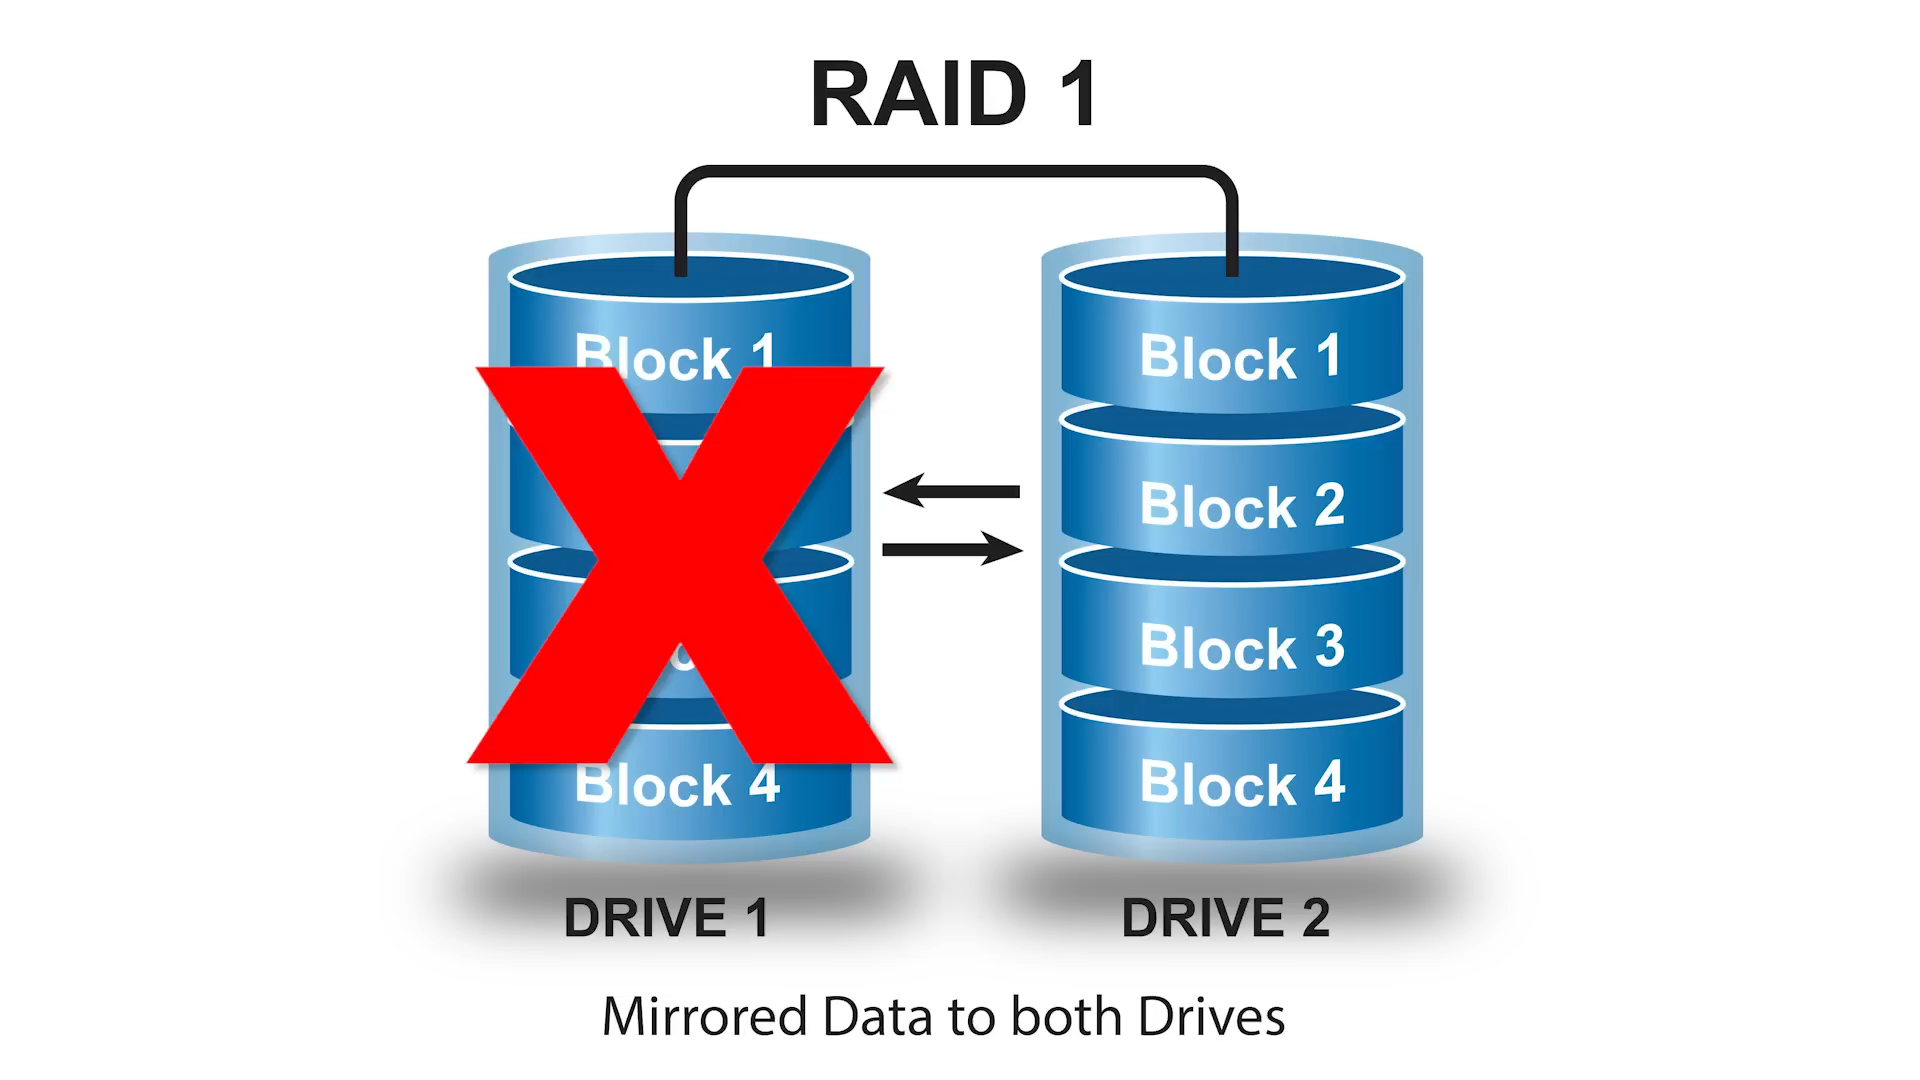 RAID 1
Block 1
Block 4
DRIVE 1
Block 1
Block 2
Block 3
Block 4
DRIVE 2
Mirrored Data to both Drives